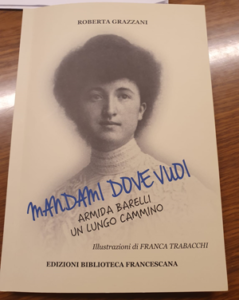 ROBERTA GRAZZANI
MANDAMI DOVE VUOI
ARMIDA BARELLI
UN LUNGO CAMMINO
Illustrazioni di FRANCA TRABACCHI
EDIZIONI BIBLIOTECA FRANCESCANA